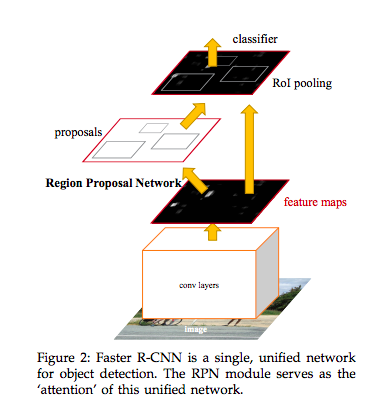 classifier
RoI pooling
proposals
Region Proposal Network
feature maps
conv layers
image
Figure 2: Faster R-CNN is a single, unified network
for object detection. The RPN module serves as the
‘attention’ of this unified network.